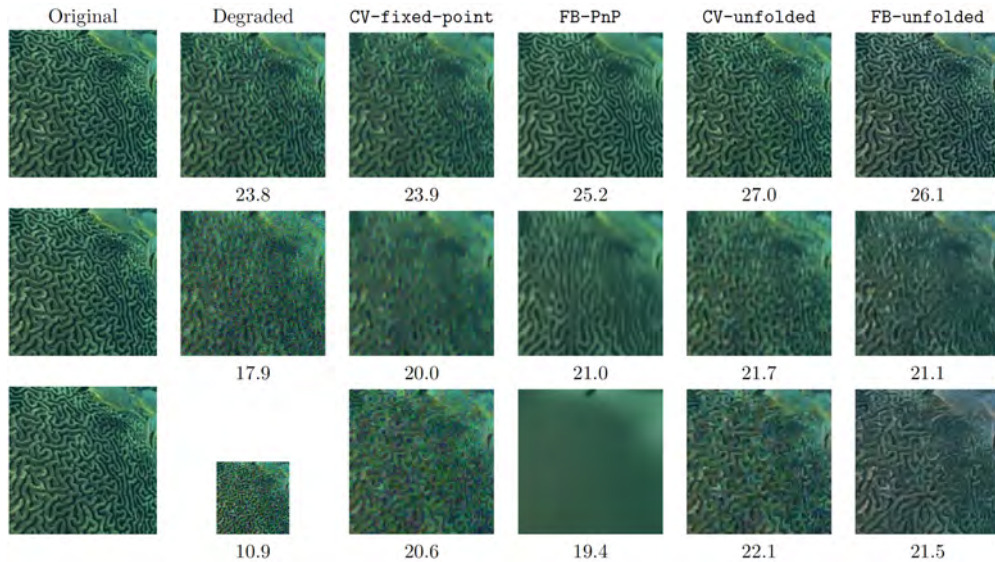 Original Degraded CV-fixed-point FB-PnP CV-unfolded FB-unfolded
23.8 23.9 25.2 27.0 26.1
17.9 20.0 21.0 21.7 21.1
10.9 20.6 19.4 22.1 21.5